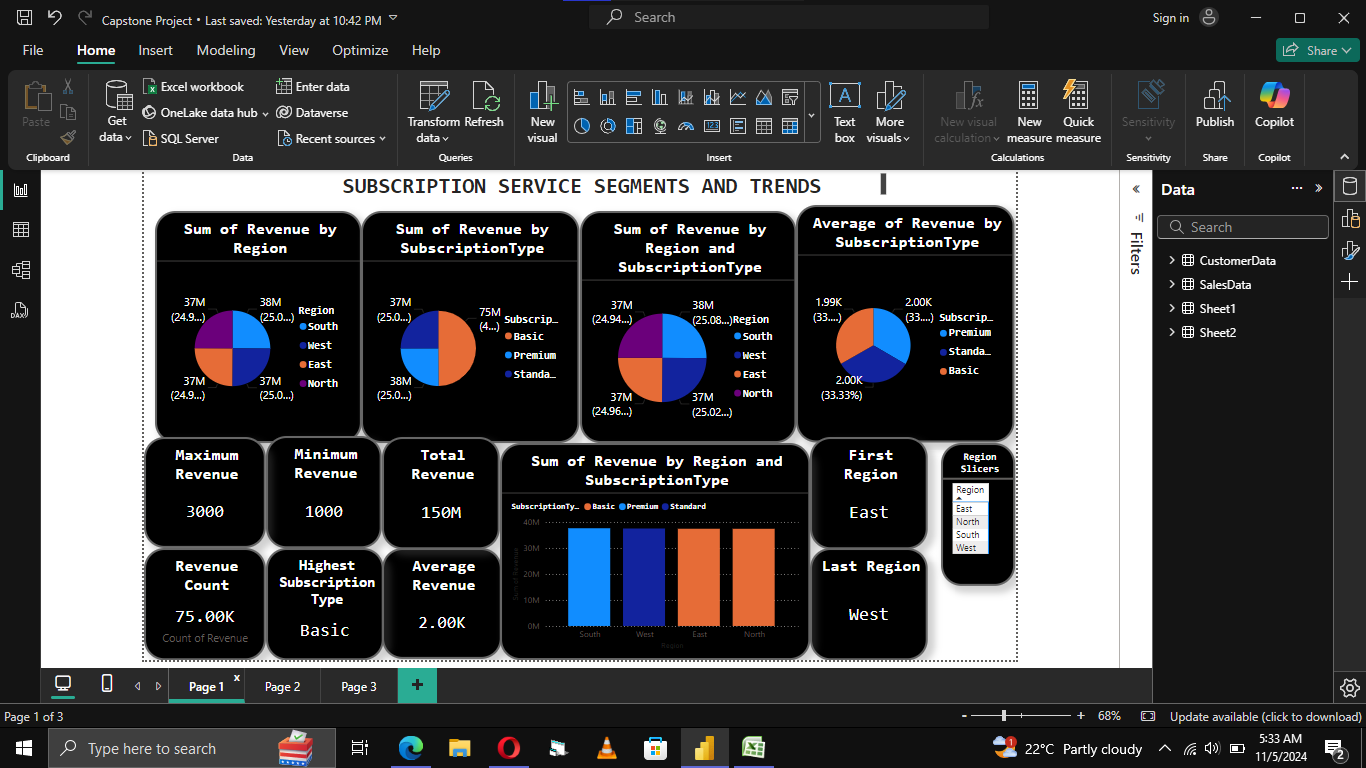 Capstone Project • Last saved: Yesterday at 10:42 PM
Search
Sign in
File
Home
Insert
Modeling
View
Optimize
Help
Share
Paste
Clipboard
Get data
Excel workbook
OneLake data hub
SQL Server
Enter data
Dataverse
Recent sources
Data
Transform data
Refresh
Queries
New visual
Text box
More visuals
Insert
New visual calculation
New measure
Quick measure
Calculations
Sensitivity
Sensitivity
Publish
Share
Copilot
Copilot
SUBSCRIPTION SERVICE SEGMENTS AND TRENDS
Sum of Revenue by
Region
37M
(24.9...)
38M
(25.0...)
37M
(24.9...)
37M
(25.0...)
Region
South
West
East
North
Sum of Revenue by
SubscriptionType
37M
(25.0...)
75M
(4...)
38M
(25.0...)
Subscrip...
Basic
Premium
Standa...
Sum of Revenue by
Region and
SubscriptionType
37M
(24.94...)
38M
(25.08...)
37M
(24.96...)
37M
(25.02...)
Region
South
West
East
North
Average of Revenue by
SubscriptionType
1.99K
(33....)
2.00K
(33....)
2.00K
(33.33%)
Subscrip...
Premium
Standa...
Basic
Maximum
Revenue
3000
Minimum
Revenue
1000
Total
Revenue
150M
Sum of Revenue by Region and
SubscriptionType
SubscriptionTy... Basic Premium Standard
40M
30M
20M
10M
0M
Sum of Revenue
South West East North
Region
First
Region
East
Region
Slicers
Region
East
North
South
West
Revenue
Count
75.00K
Count of Revenue
Highest
Subscription
Type
Basic
Average
Revenue
2.00K
Last Region
West
Filters
Data
Search
CustomerData
SalesData
Sheet1
Sheet2
DAX
Page 1
x
Page 2
Page 3
+
Page 1 of 3
- + 68%
Update available (click to download)
Type here to search
1
22°C Partly cloudy
5:33 AM
11/5/2024
2